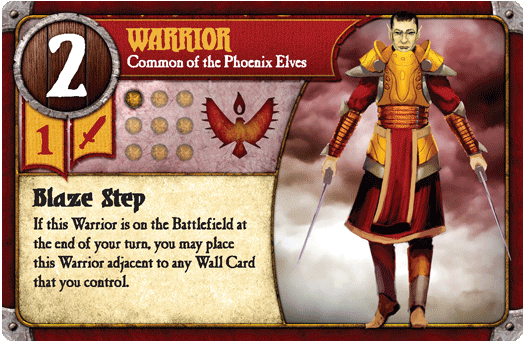 2
WARRIOR
Common of the Phoenix Elves
1
Blaze Step
If this Warrior is on the Battlefield at
the end of your turn, you may place
this Warrior adjacent to any Wall Card
that you control.